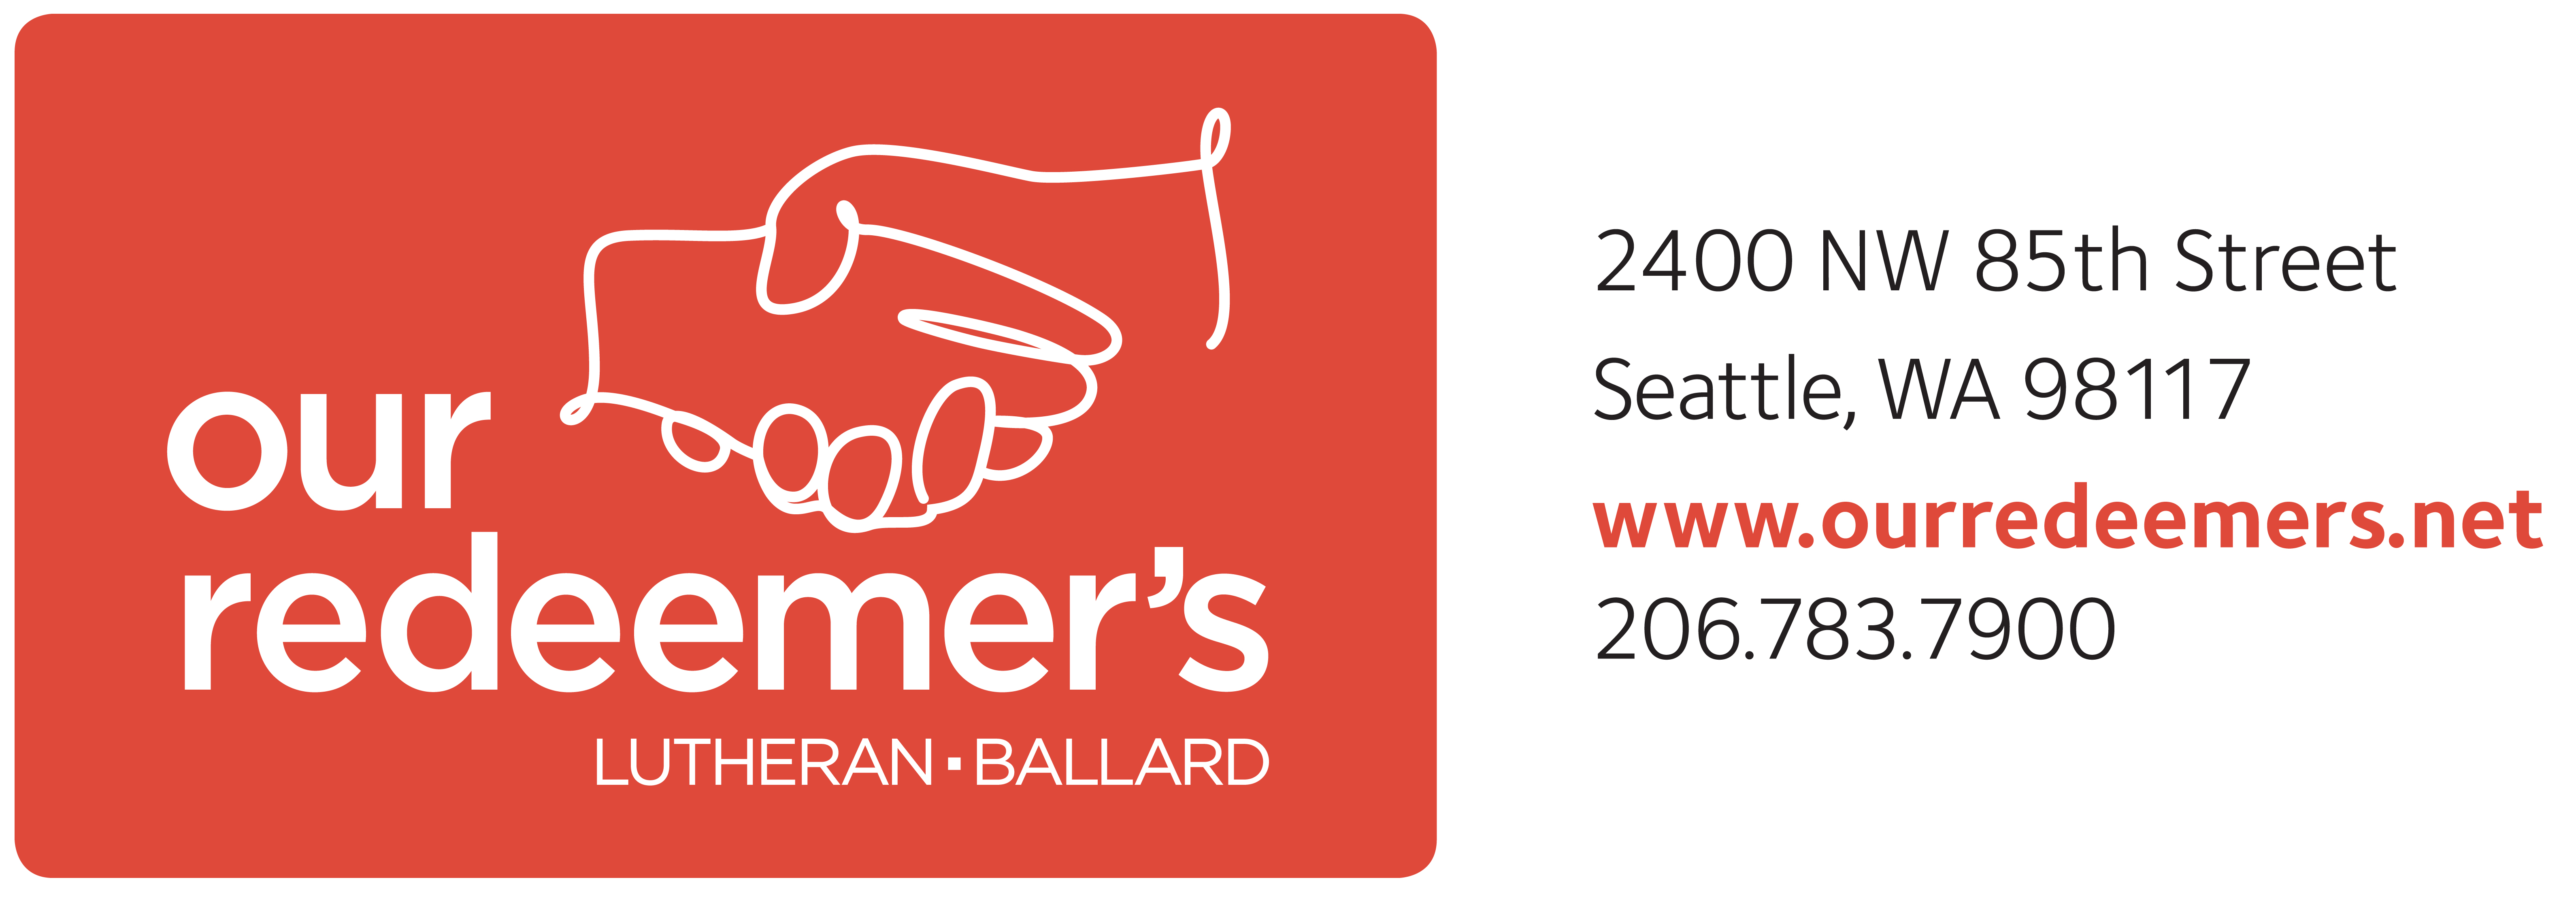 our
redeemer’s
LUTHERAN▪BALLARD
2400 NW 85th Street
Seattle, WA 98117
www.ourredeemers.net
206.783.7900